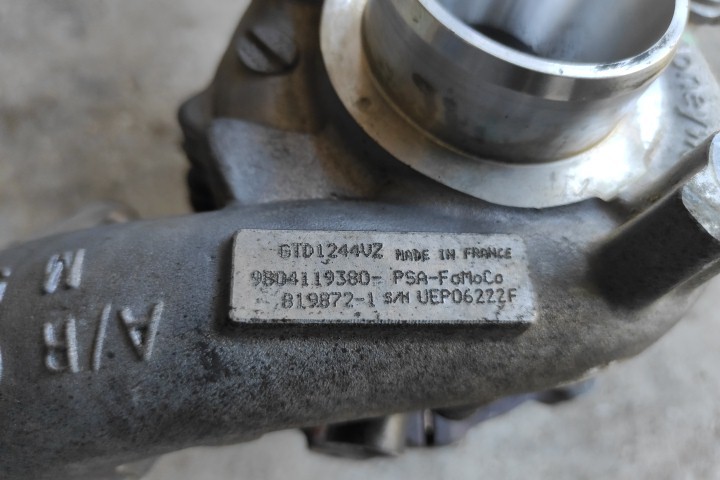 GTD1244VZ MADE IN FRANCE
9804119380- PSA-FoMoCo
819872-1 S/N UEP06222F
A/R
M